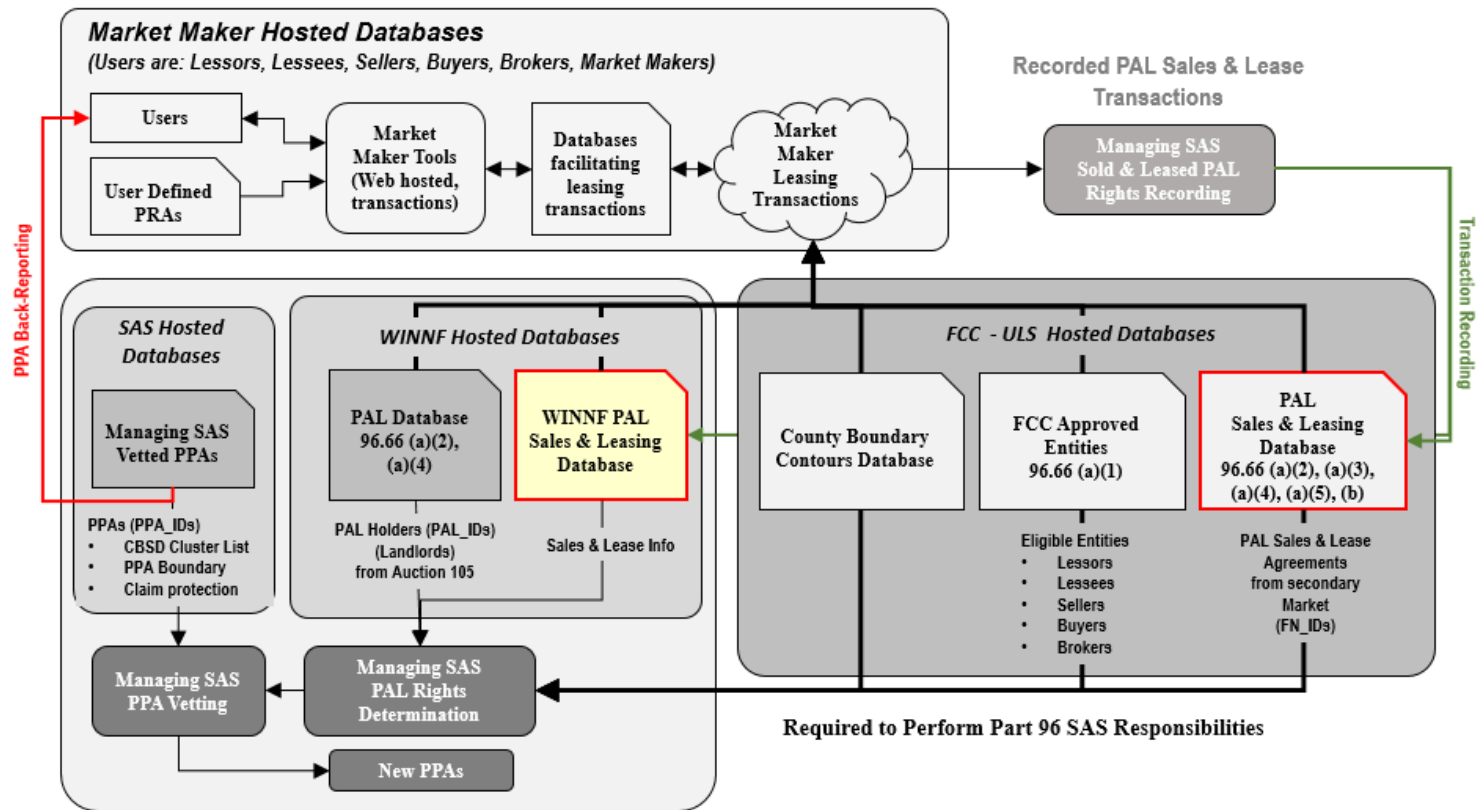 Market Maker Hosted Databases
(Users are: Lessors, Lessees, Sellers, Buyers, Brokers, Market Makers)
Users
User Defined
PRAs
Market
Maker Tools
(Web hosted,
transactions)
Databases
facilitating
leasing
transactions
Market
Maker
Leasing
Transactions
Recorded PAL Sales & Lease
Transactions
Managing SAS
Sold & Leased PAL
Rights Recording
PPA Back-Reporting
Transaction Recording
SAS Hosted
Databases
Managing SAS
Vetted PPAs
PPAs (PPA_IDs)
• CBSD Cluster List
• PPA Boundary
• Claim protection
WINNF Hosted Databases
PAL Database
96.66 (a)(2),
(a)(4)
PAL Holders (PAL_IDs)
(Landlords)
from Auction 105
WINNF PAL
Sales & Leasing
Database
Sales & Lease Info
FCC - ULS Hosted Databases
County Boundary
Contours Database
FCC Approved
Entities
96.66 (a)(1)
Eligible Entities
• Lessors
• Lessees
• Sellers
• Buyers
• Brokers
PAL
Sales & Leasing
Database
96.66 (a)(2), (a)(3),
(a)(4), (a)(5), (b)
PAL Sales & Lease
Agreements
from secondary
Market
(FN_IDs)
Managing SAS
PPA Vetting
Managing SAS
PAL Rights
Determination
New PPAs
Required to Perform Part 96 SAS Responsibilities